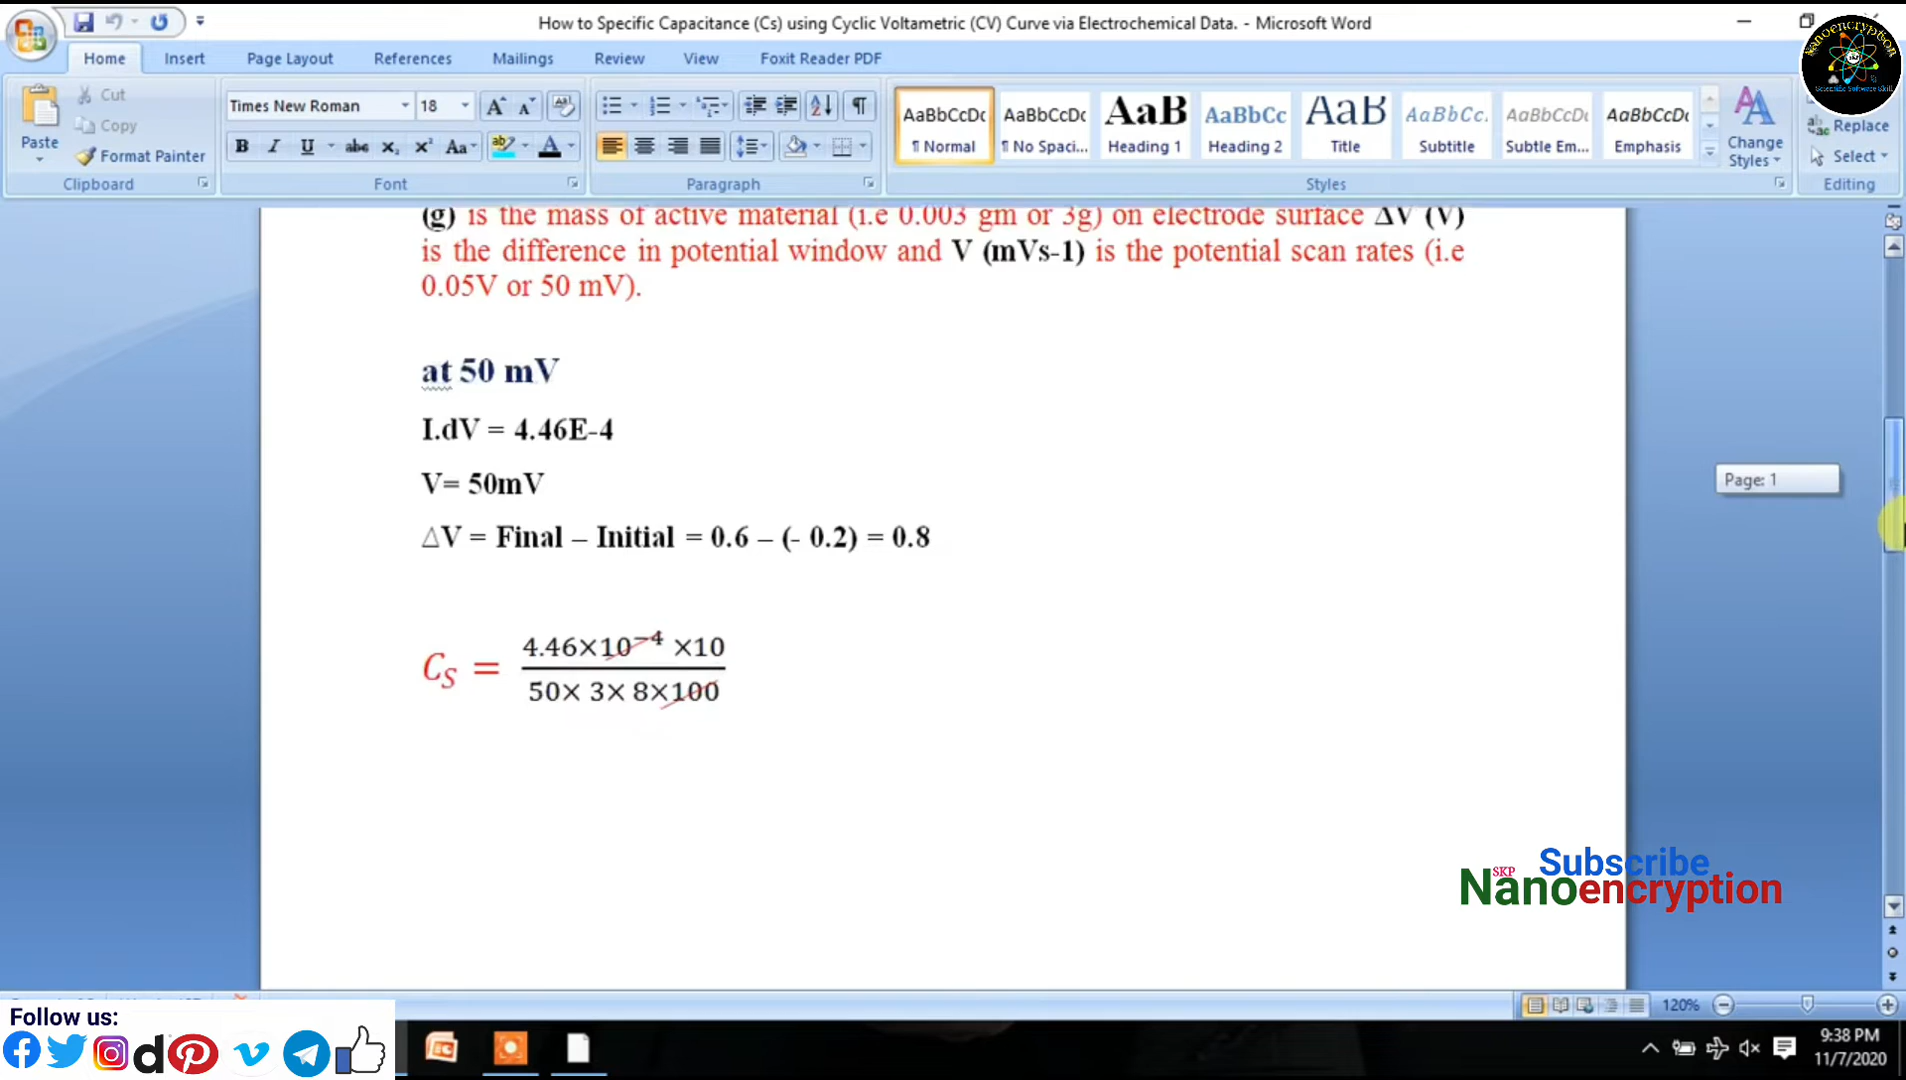 How to Specific Capacitance (Cs) using Cyclic Voltametric (CV) Curve via Electrochemical Data. - Microsoft Word
Nanoencryption
Scientific Software Skill
Home Insert Page Layout References Mailings Review View Foxit Reader PDF
Cut
Copy
Paste
Format Painter
Clipboard
Times New Roman 18
Font
Paragraph
AaBbCcDc AaBbCcDc AaB AaBbCc AaB AaBbCc. AaBbCcDc AaBbCcDc
¶ Normal ¶ No Spaci... Heading 1 Heading 2 Title Subtitle Subtle Em... Emphasis
Change Styles
Styles
Replace
Select
Editing
(g) is the mass of active material (i.e 0.003 gm or 3g) on electrode surface ΔV (V)
is the difference in potential window and V (mVs-1) is the potential scan rates (i.e
0.05V or 50 mV).
at 50 mV
I.dV = 4.46E-4
V= 50mV
Page: 1
△V = Final – Initial = 0.6 – (- 0.2) = 0.8
4.46×10⁻⁴ ×10
C_S =
50× 3× 8×100
Subscribe
SKP
Nanoencryption
120%
Follow us:
9:38 PM
11/7/2020